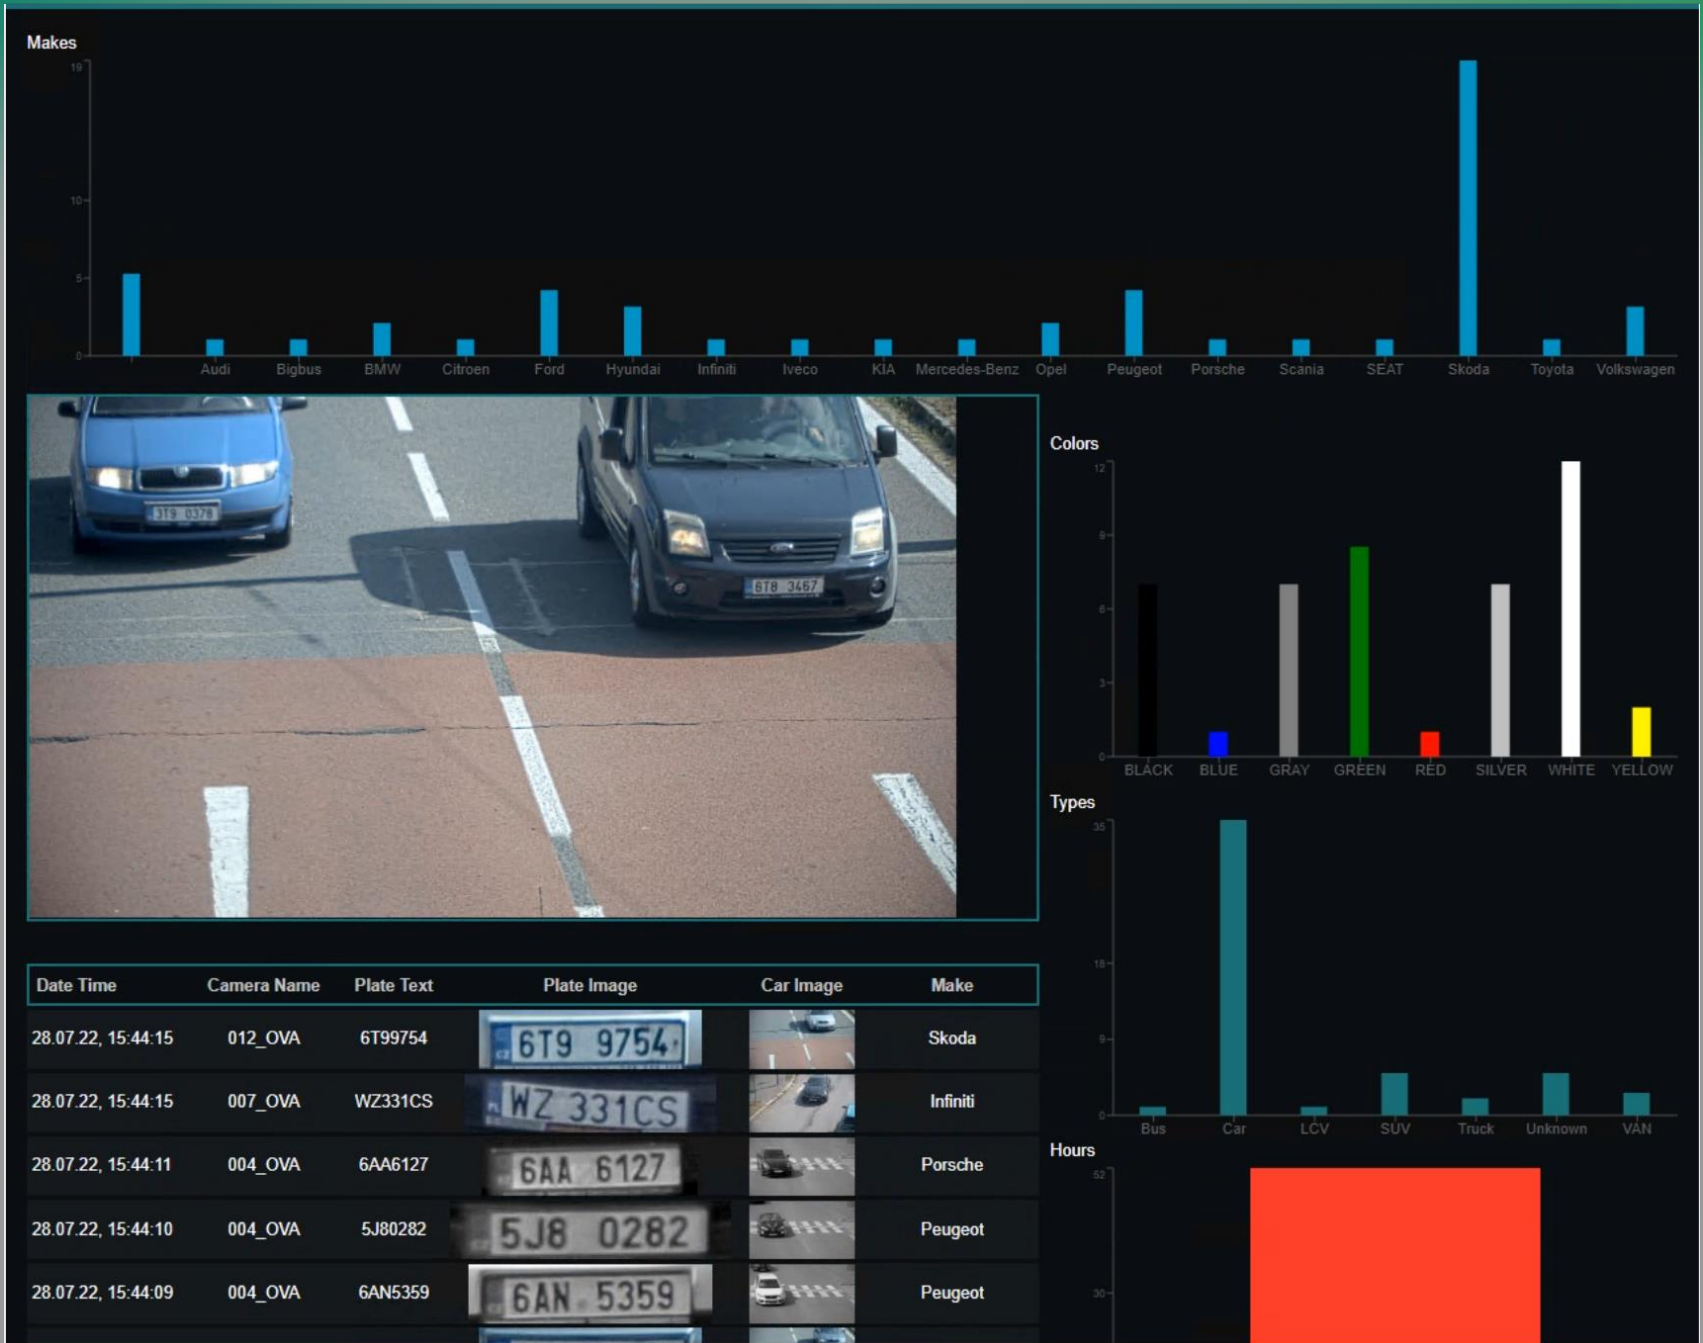 Makes
19
10
5
0
Audi Bigbus BMW Citroen Ford Hyundai Infiniti Iveco KIA Mercedes-Benz Opel Peugeot Porsche Scania SEAT Skoda Toyota Volkswagen
3T9 0378
6T8 3467
Colors
12
9
6
3
0
BLACK BLUE GRAY GREEN RED SILVER WHITE YELLOW
Types
35
18
9
0
Bus Car LCV SUV Truck Unknown VAN
Hours
52
30
Date Time Camera Name Plate Text Plate Image Car Image Make
28.07.22, 15:44:15 012_OVA 6T99754 6T9 9754 Skoda
28.07.22, 15:44:15 007_OVA WZ331CS WZ 331CS Infiniti
28.07.22, 15:44:11 004_OVA 6AA6127 6AA 6127 Porsche
28.07.22, 15:44:10 004_OVA 5J80282 5J8 0282 Peugeot
28.07.22, 15:44:09 004_OVA 6AN5359 6AN 5359 Peugeot